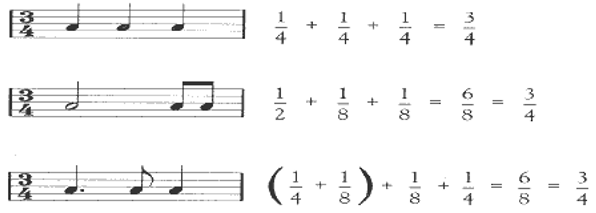 3/4 1/4 + 1/4 + 1/4 = 3/4
3/4 1/2 + 1/8 + 1/8 = 6/8 = 3/4
3/4 (1/4 + 1/8) + 1/8 + 1/4 = 6/8 = 3/4